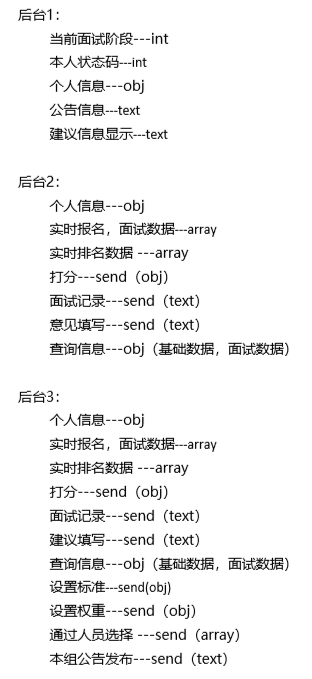 后台1：
当前面试阶段---int
本人状态码---int
个人信息---obj
公告信息---text
建议信息显示---text
后台2：
个人信息---obj
实时报名，面试数据---array
实时排名数据 ---array
打分---send（obj）
面试记录---send（text）
意见填写---send（text）
查询信息---obj（基础数据，面试数据）
后台3：
个人信息---obj
实时报名，面试数据---array
实时排名数据 ---array
打分---send（obj）
面试记录---send（text）
建议填写---send（text）
查询信息---obj（基础数据，面试数据）
设置标准---send(obj)
设置权重---send（obj）
通过人员选择 ---send（array）
本组公告发布---send（text）